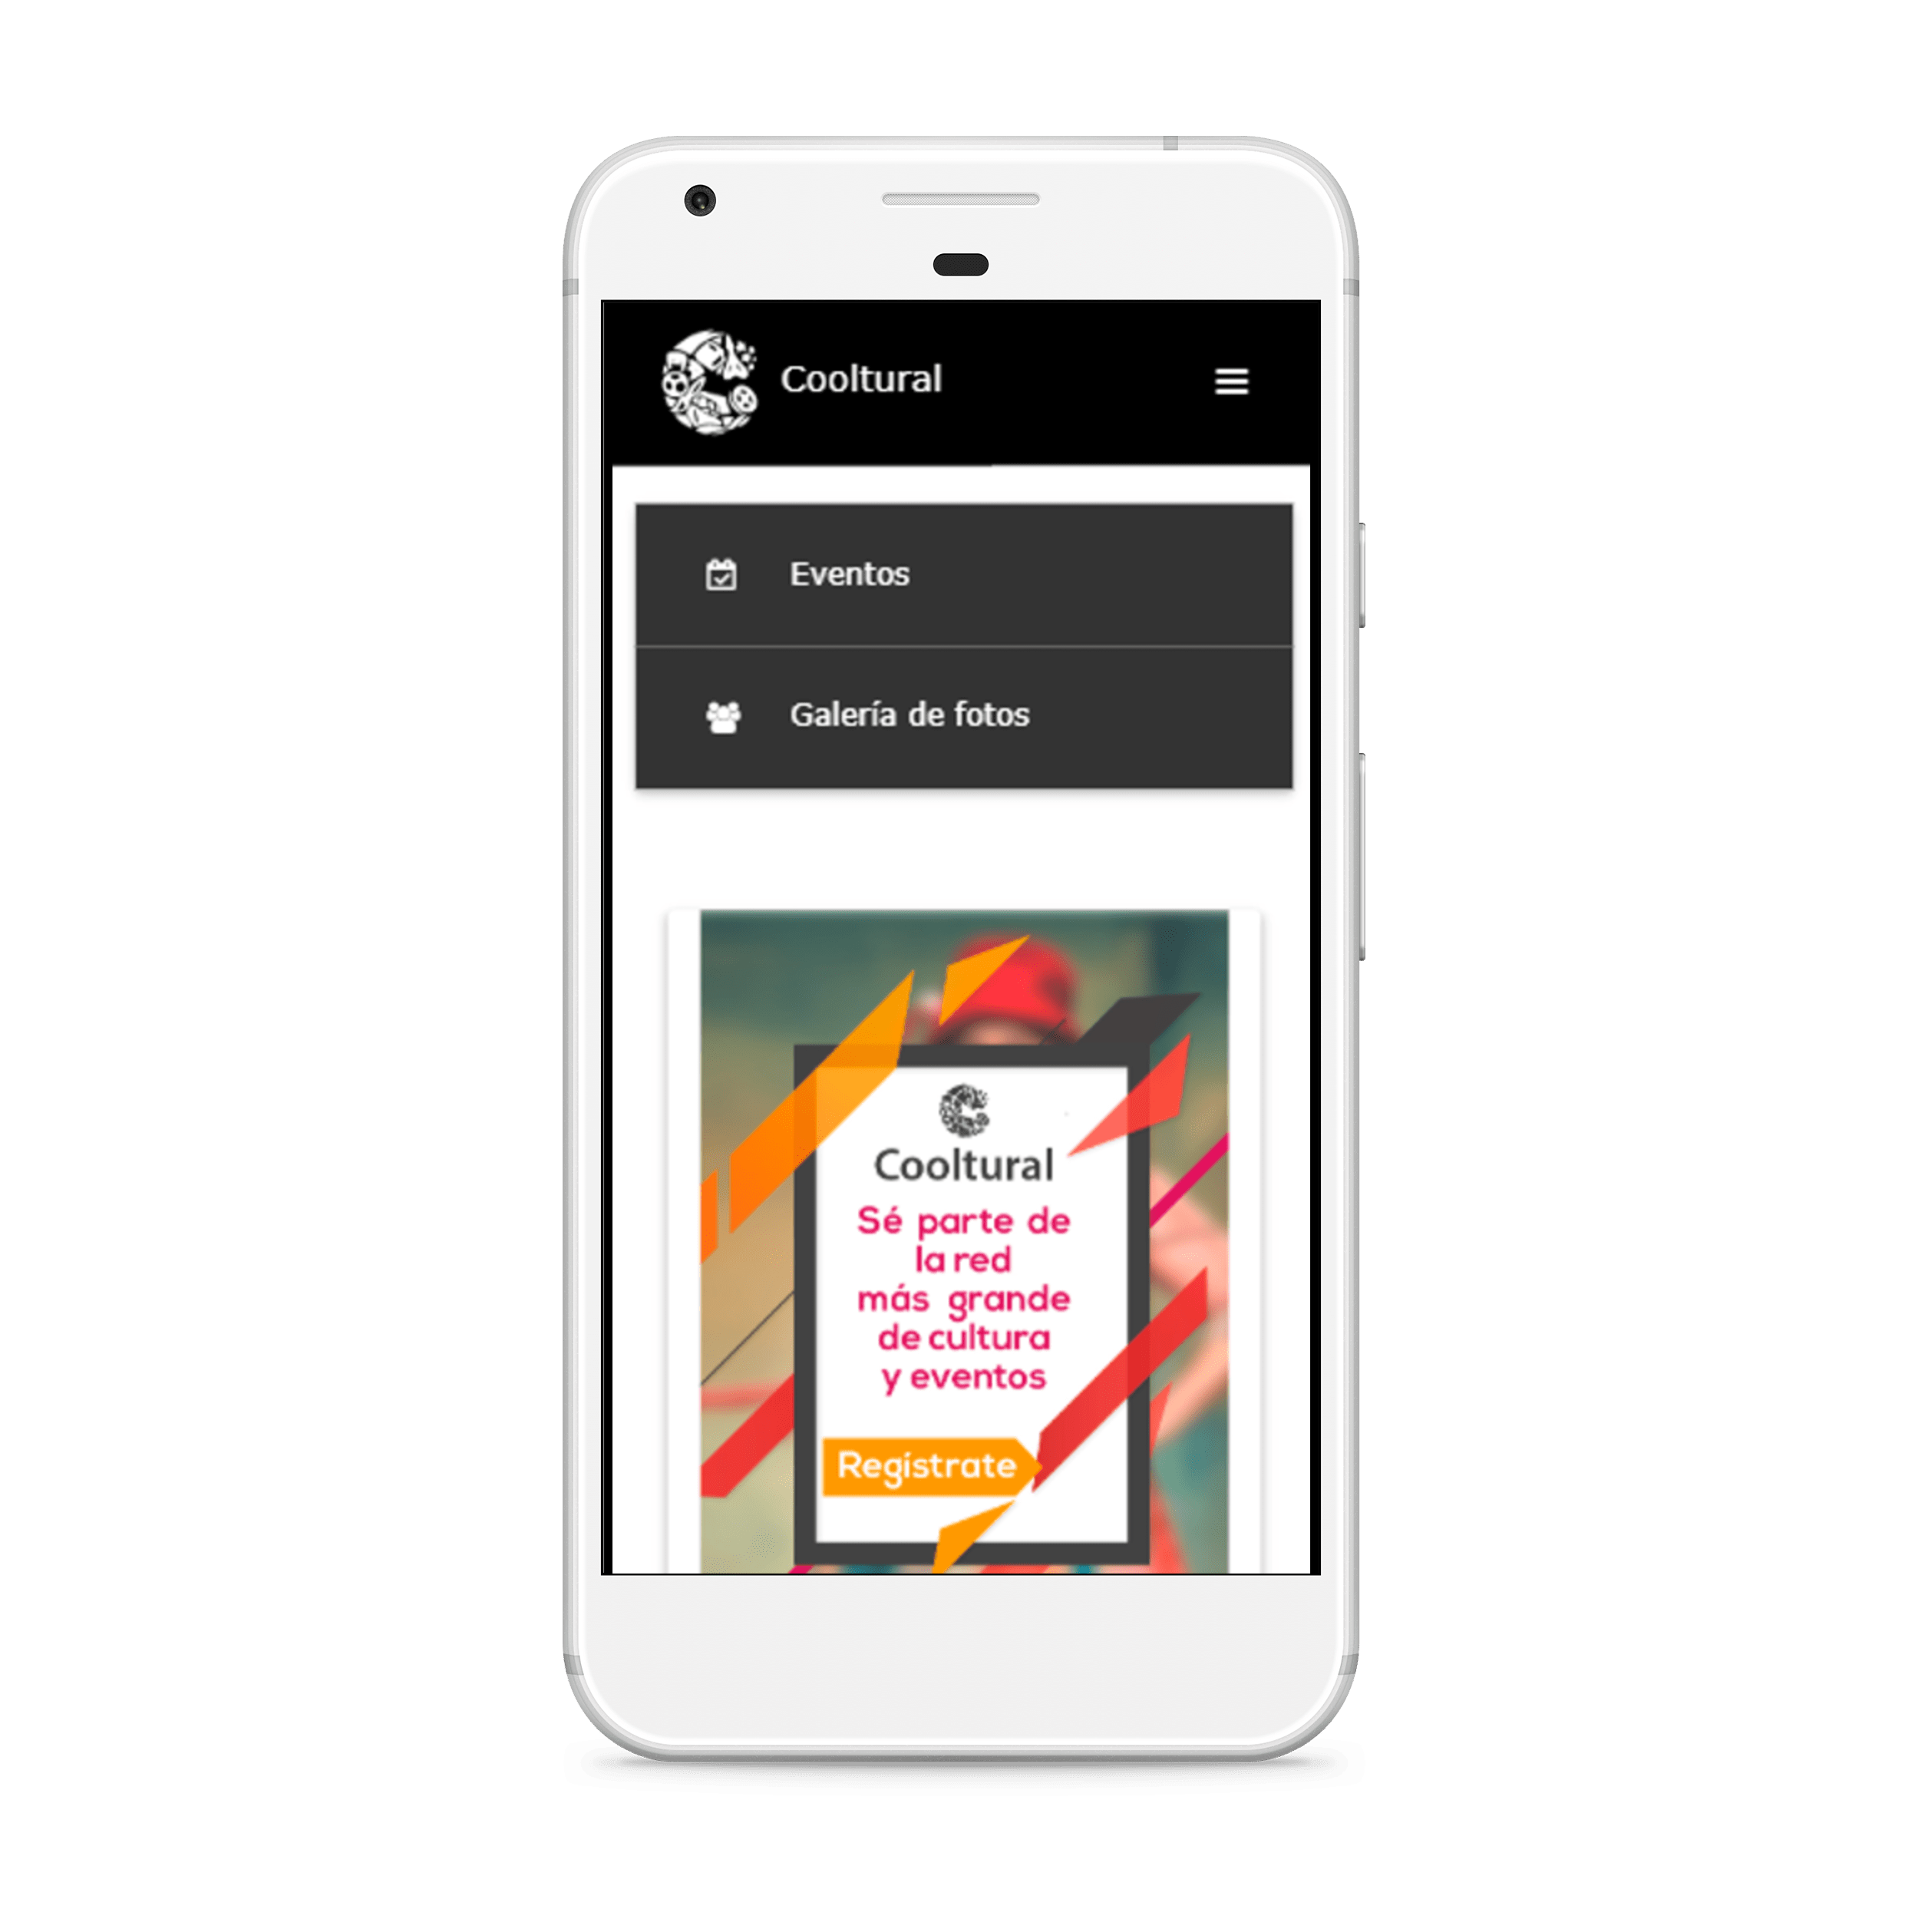 Cooltural
Eventos
Galería de fotos
Cooltural
Sé parte de
la red
más grande
de cultura
y eventos
Registrate